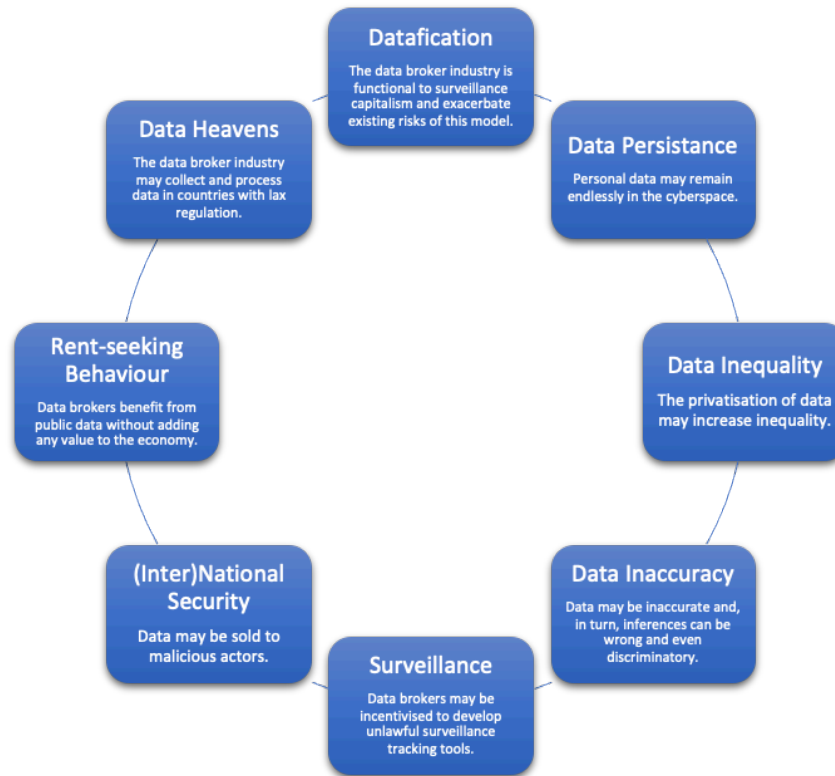 Datafication
The data broker industry is
functional to surveillance
capitalism and exacerbate
existing risks of this model.
Data Persistance
Personal data may remain
endlessly in the cyberspace.
Data Inequality
The privatisation of data
may increase inequality.
Data Inaccuracy
Data may be inaccurate and,
in turn, inferences can be
wrong and even
discriminatory.
Surveillance
Data brokers may be
incentivised to develop
unlawful surveillance
tracking tools.
(Inter)National
Security
Data may be sold to
malicious actors.
Rent-seeking
Behaviour
Data brokers benefit from
public data without adding
any value to the economy.
Data Heavens
The data broker industry
may collect and process
data in countries with lax
regulation.